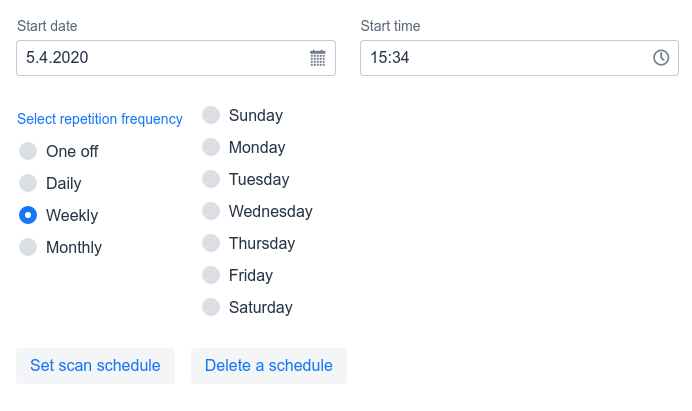 Start date
5.4.2020
Start time
15:34
Select repetition frequency
One off
Daily
Weekly
Monthly
Sunday
Monday
Tuesday
Wednesday
Thursday
Friday
Saturday
Set scan schedule
Delete a schedule